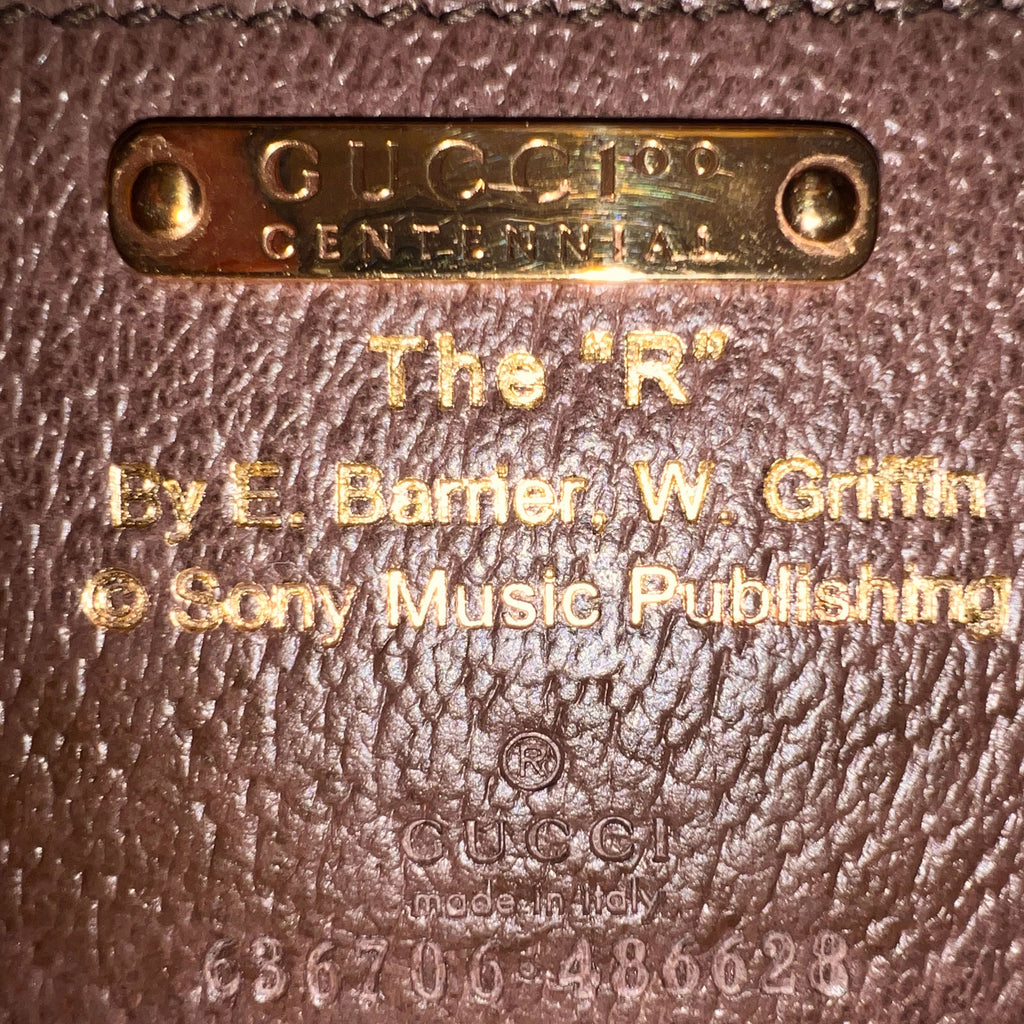 GUCCI100
CENTENNIAL
The "R"
By E. Barrier, W. Griffin
© Sony Music Publishing
®
GUCCI
made in italy
636706·486628